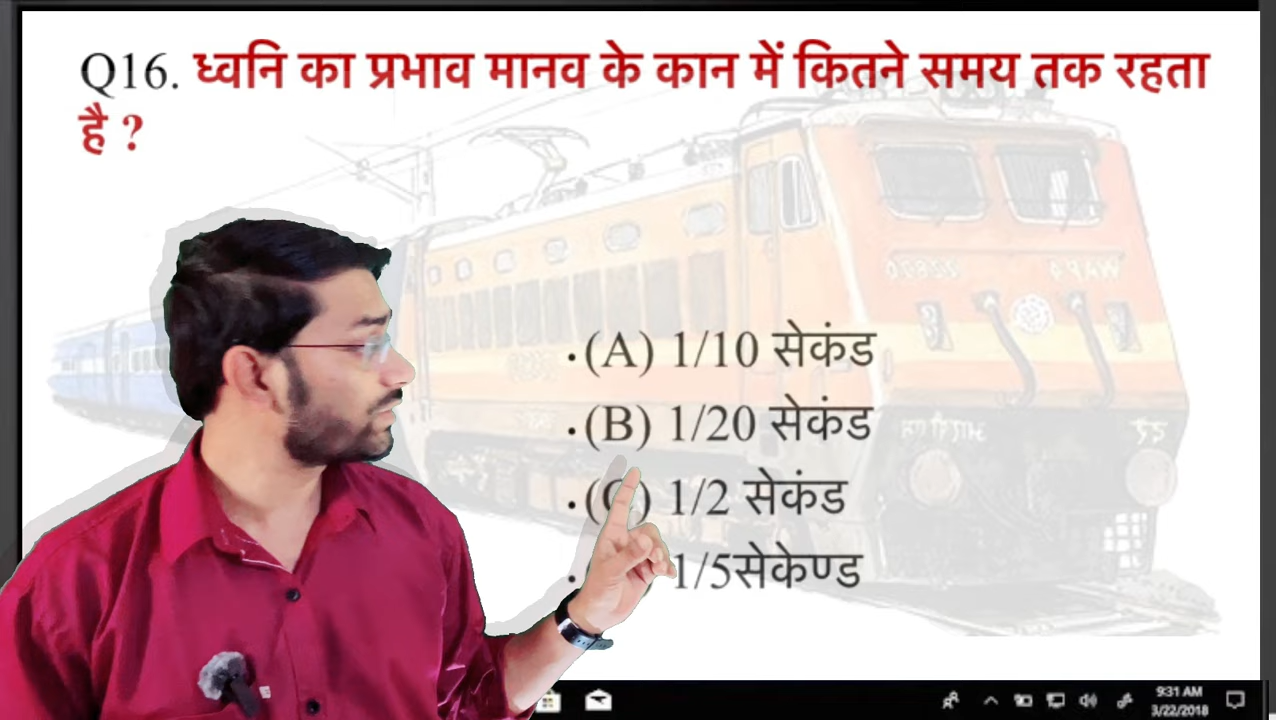 Q16. ध्वनि का प्रभाव मानव के कान में कितने समय तक रहता
है ?
(A) 1/10 सेकंड
(B) 1/20 सेकंड
(C) 1/2 सेकंड
1/5सेकेण्ड
9:31 AM
3/22/2018